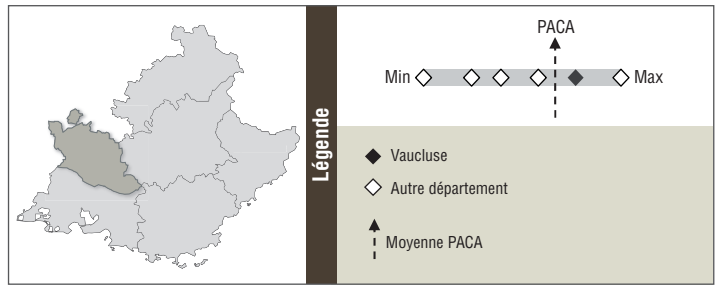 Légende
PACA
Min
Max
Vaucluse
Autre département
Moyenne PACA